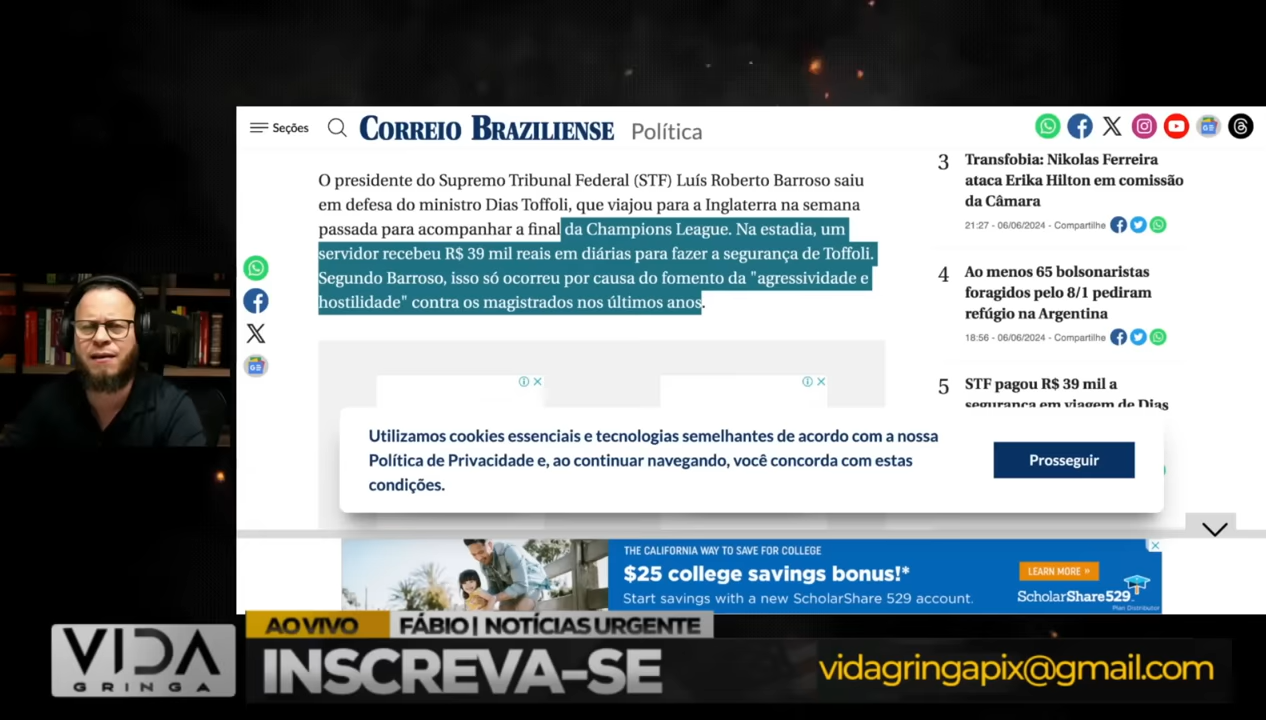 Seções
CORREIO BRAZILIENSE
Política
O presidente do Supremo Tribunal Federal (STF) Luís Roberto Barroso saiu
em defesa do ministro Dias Toffoli, que viajou para a Inglaterra na semana
passada para acompanhar a final da Champions League. Na estadia, um
servidor recebeu R$ 39 mil reais em diárias para fazer a segurança de Toffoli.
Segundo Barroso, isso só ocorreu por causa do fomento da "agressividade e
hostilidade" contra os magistrados nos últimos anos.
3 Transfobia: Nikolas Ferreira
ataca Erika Hilton em comissão
da Câmara
21:27 - 06/06/2024 - Compartilhe
4 Ao menos 65 bolsonaristas
foragidos pelo 8/1 pediram
refúgio na Argentina
18:56 - 06/06/2024 - Compartilhe
5 STF pagou R$ 39 mil a
segurança em viagem de Dias
Utilizamos cookies essenciais e tecnologias semelhantes de acordo com a nossa
Política de Privacidade e, ao continuar navegando, você concorda com estas
condições.
Prosseguir
THE CALIFORNIA WAY TO SAVE FOR COLLEGE
$25 college savings bonus!*
Start savings with a new ScholarShare 529 account.
LEARN MORE »
ScholarShare529
Plan Distributor
AO VIVO
FÁBIO | NOTÍCIAS URGENTE
VIDA
GRINGA
INSCREVA-SE
vidagringapix@gmail.com